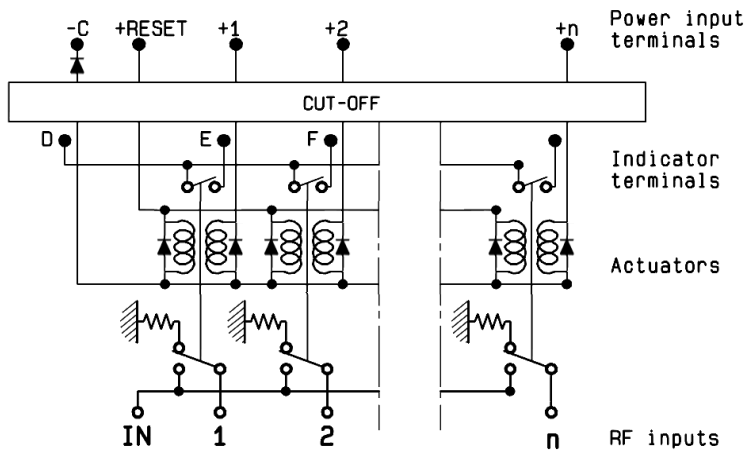 -C +RESET +1 +2 +n Power input
terminals
CUT-OFF
D E F
Indicator
terminals
Actuators
IN 1 2 n RF inputs